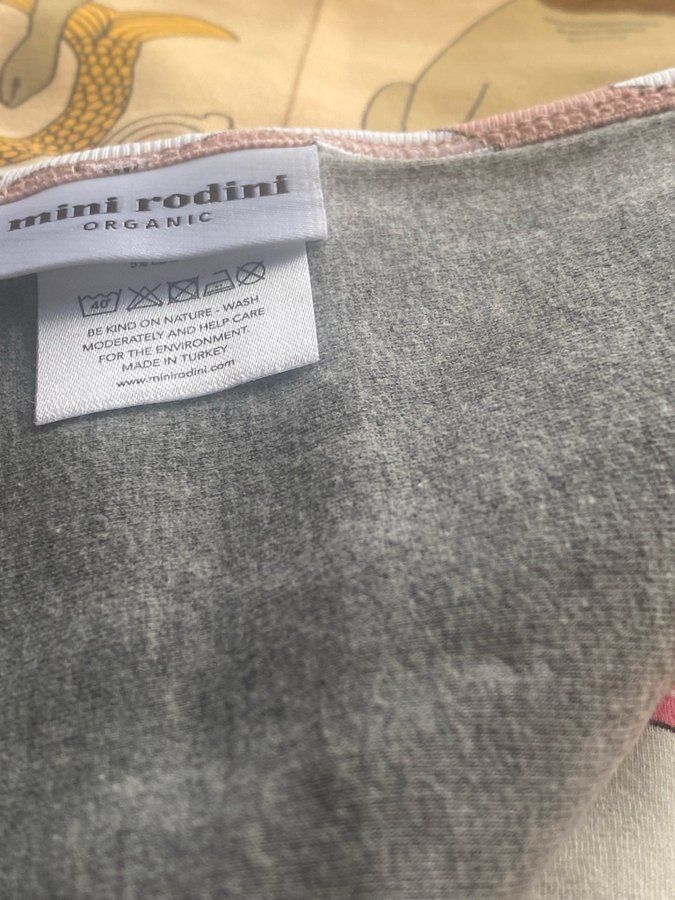 mini rodini
ORGANIC
40°
BE KIND ON NATURE - WASH
MODERATELY AND HELP CARE
FOR THE ENVIRONMENT.
MADE IN TURKEY
www.minirodini.com